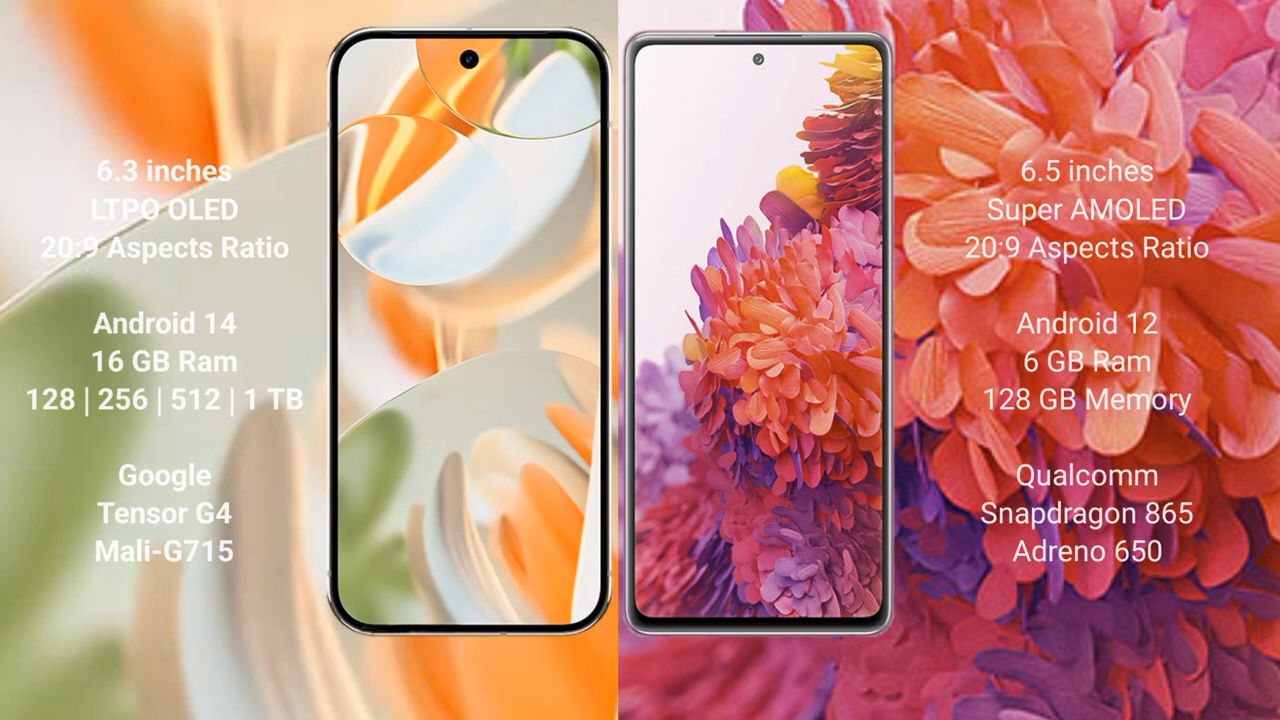 6.3 inches
LTPO OLED
20:9 Aspects Ratio
Android 14
16 GB Ram
128 | 256 | 512 | 1 TB
Google
Tensor G4
Mali-G715
6.5 inches
Super AMOLED
20:9 Aspects Ratio
Android 12
6 GB Ram
128 GB Memory
Qualcomm
Snapdragon 865
Adreno 650